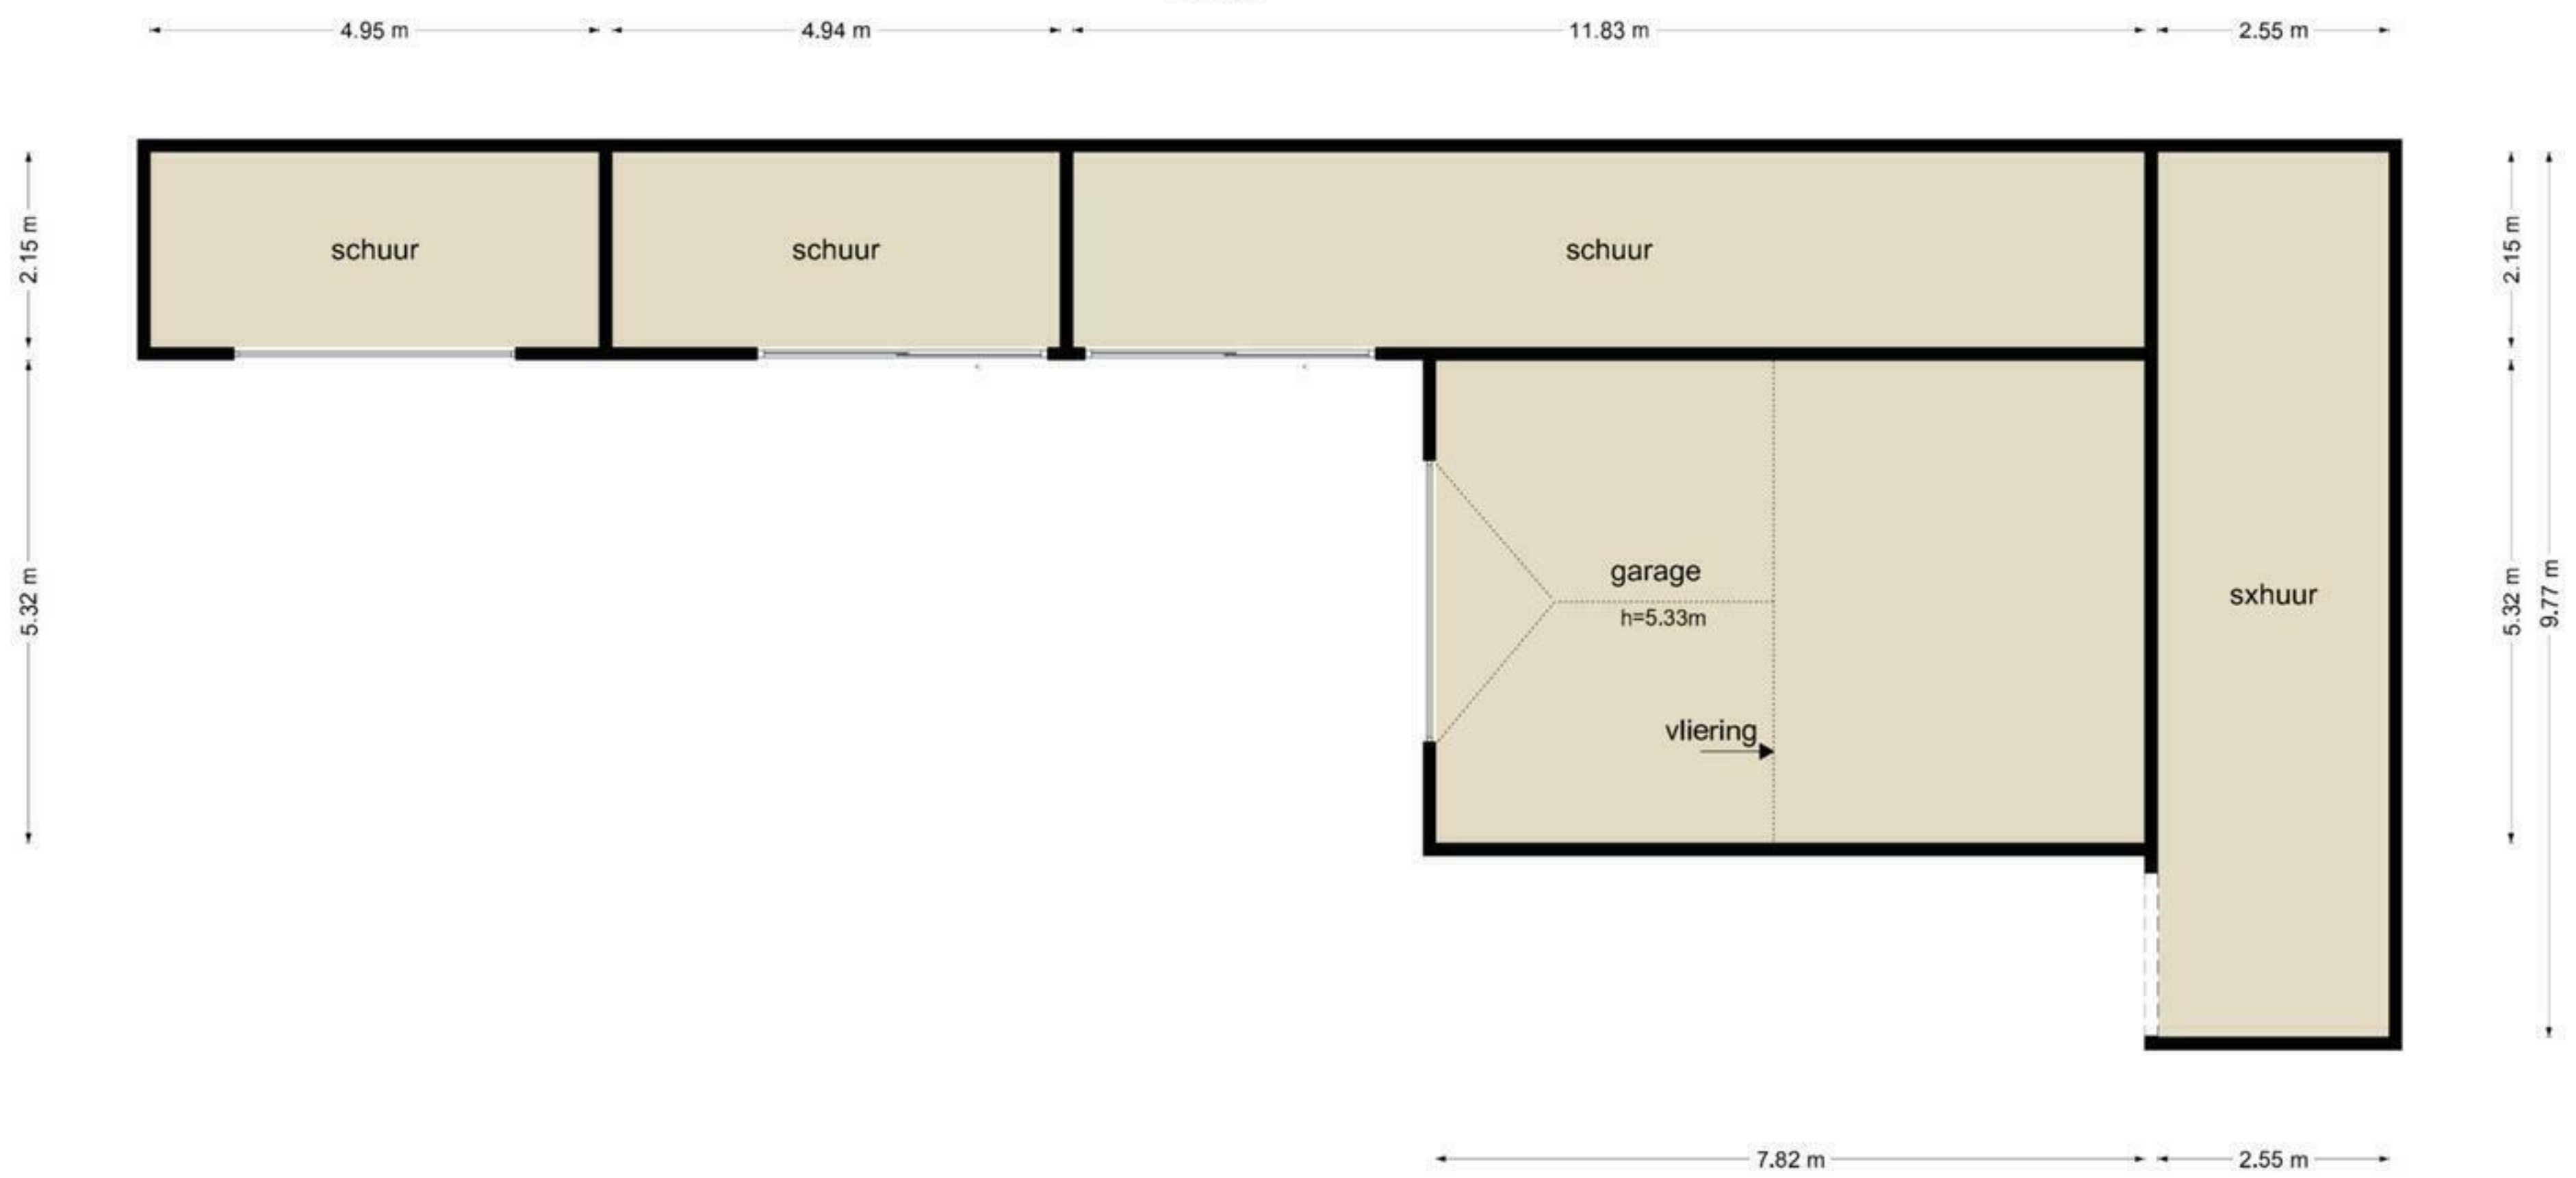 4.95 m 4.94 m 11.83 m 2.55 m
2.15 m
schuur schuur schuur
2.15 m
5.32 m
garage
h=5.33m
vliering
sxhuur
5.32 m
9.77 m
7.82 m 2.55 m